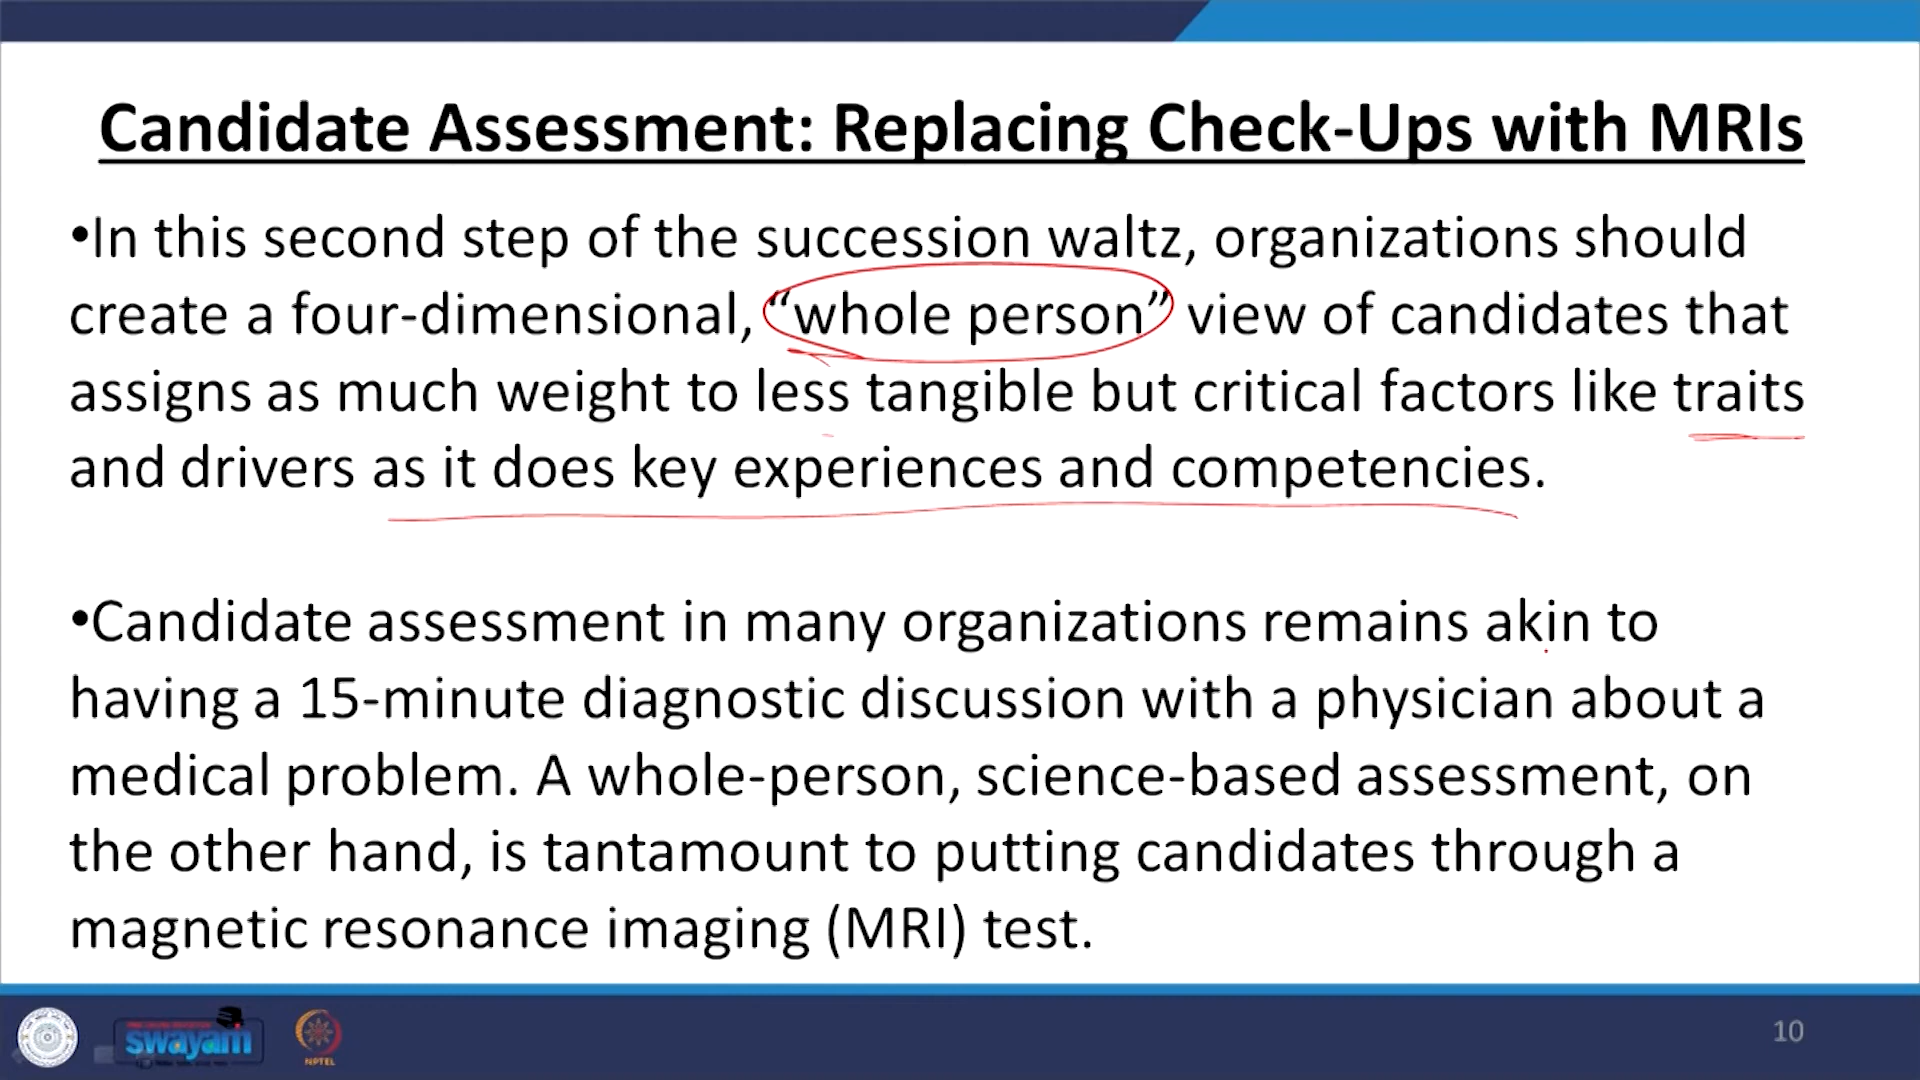 Candidate Assessment: Replacing Check-Ups with MRIs
•In this second step of the succession waltz, organizations should
create a four-dimensional, “whole person” view of candidates that
assigns as much weight to less tangible but critical factors like traits
and drivers as it does key experiences and competencies.
•Candidate assessment in many organizations remains akin to
having a 15-minute diagnostic discussion with a physician about a
medical problem. A whole-person, science-based assessment, on
the other hand, is tantamount to putting candidates through a
magnetic resonance imaging (MRI) test.
swayam
NPTEL
10